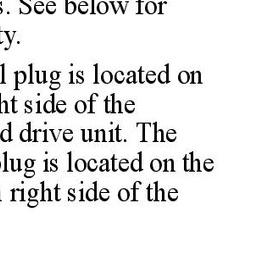 s. See below for
ty.
l plug is located on
ht side of the
d drive unit. The
plug is located on the
right side of the